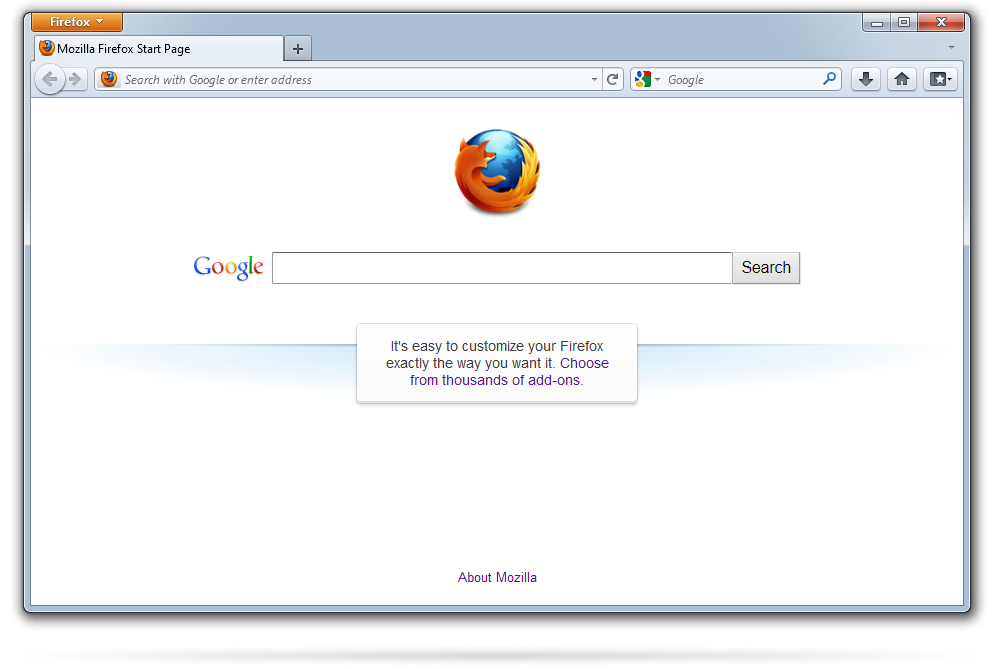 Firefox
Mozilla Firefox Start Page
Search with Google or enter address
Google
Google
Search
It's easy to customize your Firefox
exactly the way you want it. Choose
from thousands of add-ons.
About Mozilla